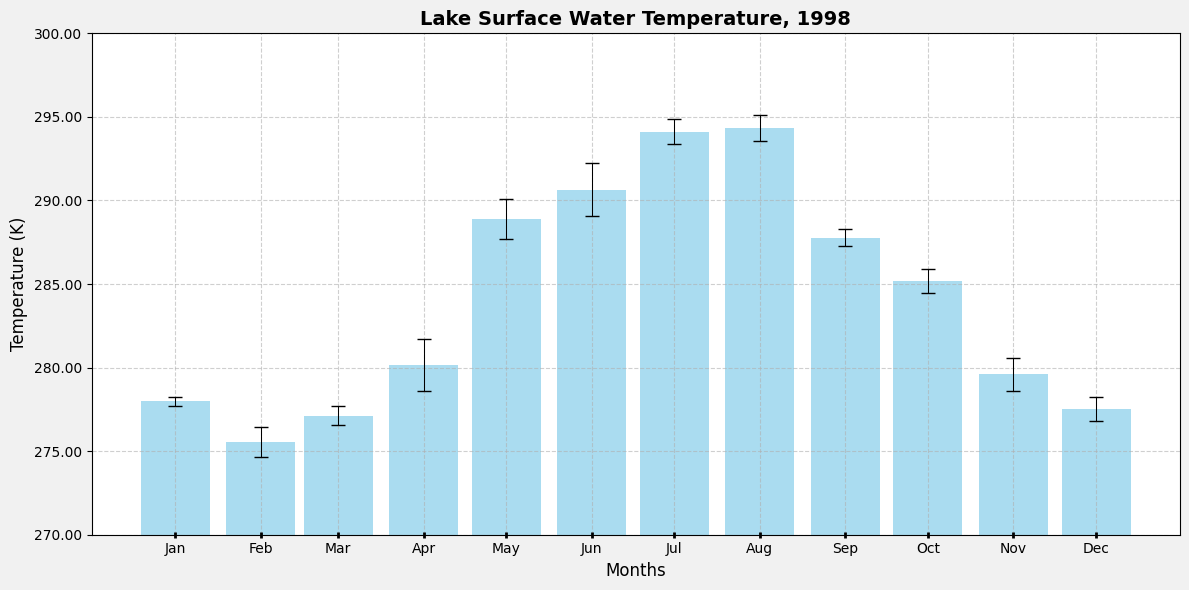 Lake Surface Water Temperature, 1998
300.00
295.00
290.00
285.00
280.00
275.00
270.00
Temperature (K)
Jan Feb Mar Apr May Jun Jul Aug Sep Oct Nov Dec
Months